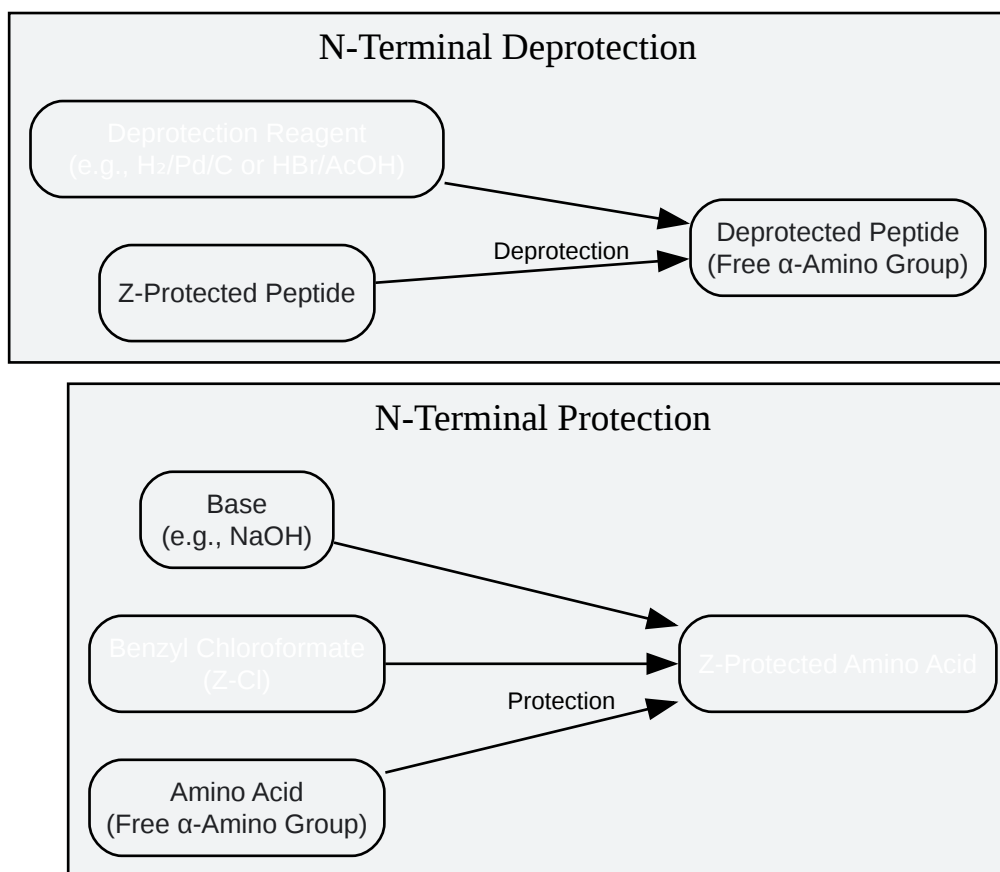 N-Terminal Deprotection
Deprotection Reagent
(e.g., H₂/Pd/C or HBr/AcOH)
Deprotection
Z-Protected Peptide
Deprotected Peptide
(Free α-Amino Group)
N-Terminal Protection
Base
(e.g., NaOH)
Benzyl Chloroformate
(Z-Cl)
Z-Protected Amino Acid
Protection
Amino Acid
(Free α-Amino Group)